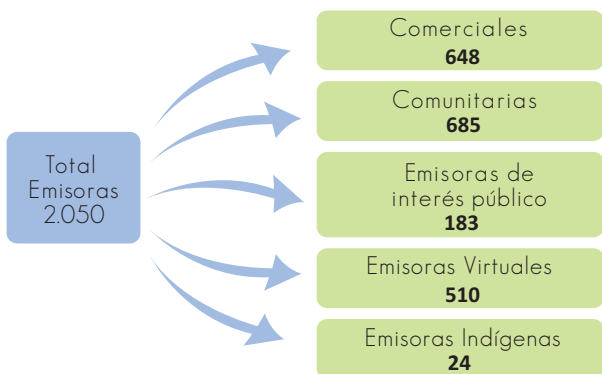 Total
Emisoras
2.050
Comerciales
648
Comunitarias
685
Emisoras de
interés público
183
Emisoras Virtuales
510
Emisoras Indígenas
24